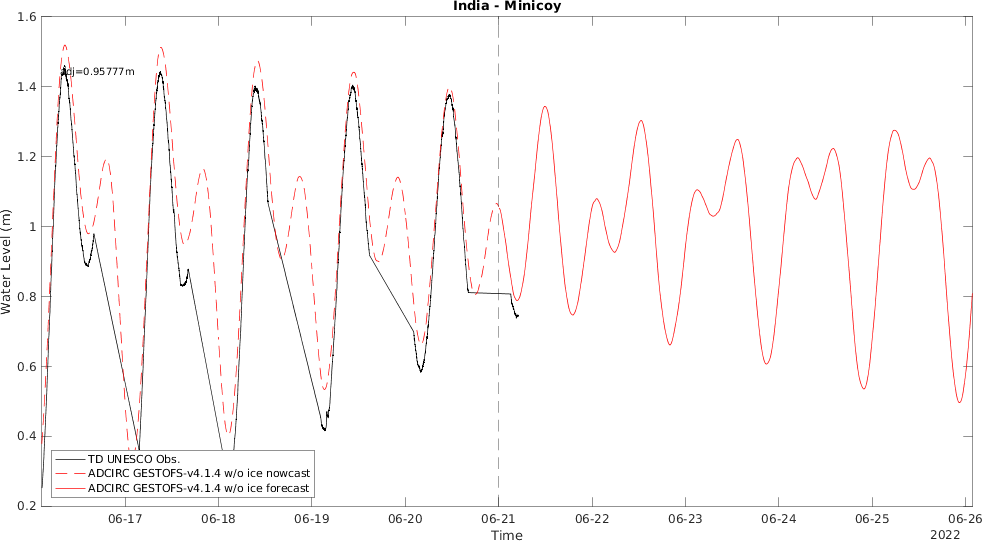 India - Minicoy
1.6
1.4
1.2
1
0.8
0.6
0.4
0.2
Water Level (m)
=0.95777m
TD UNESCO Obs.
ADCIRC GESTOFS-v4.1.4 w/o ice nowcast
ADCIRC GESTOFS-v4.1.4 w/o ice forecast
06-17
06-18
06-19
06-20
06-21
06-22
06-23
06-24
06-25
06-26
2022
Time